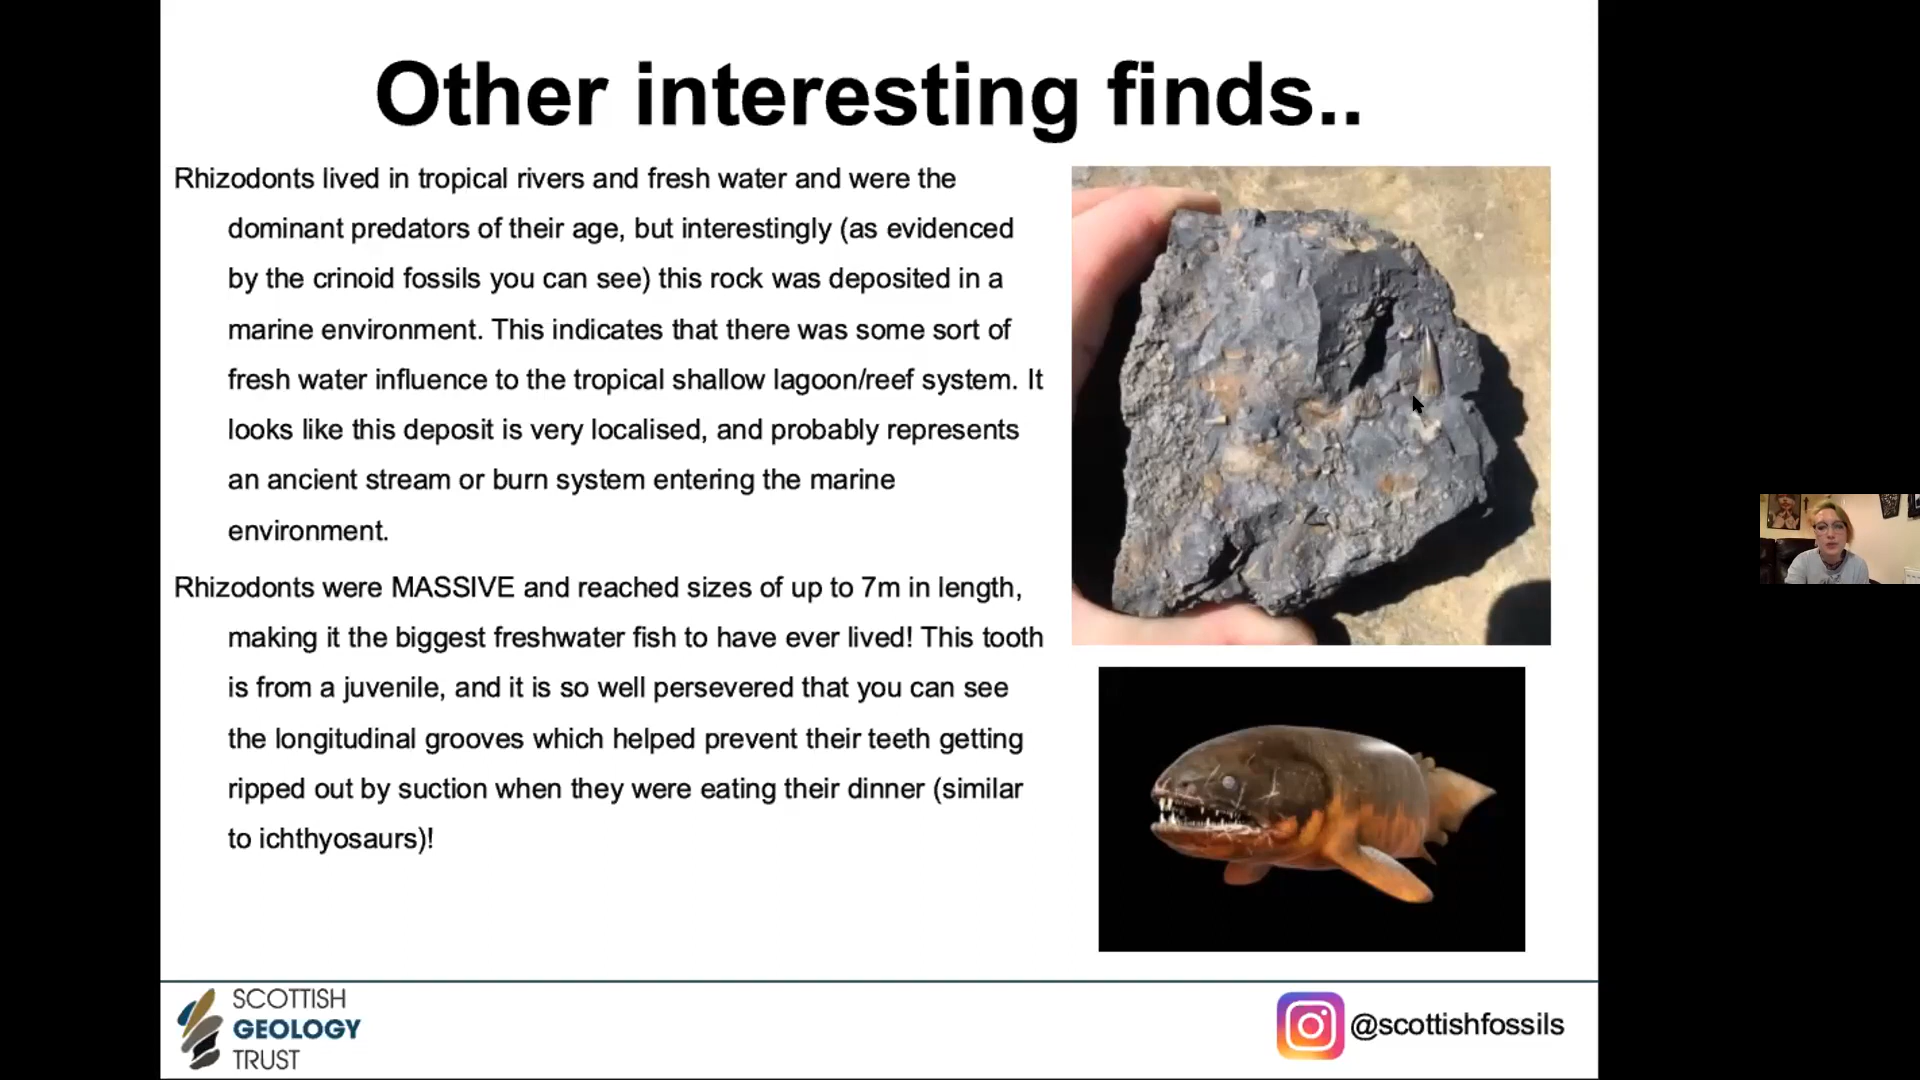 Other interesting finds..
Rhizodonts lived in tropical rivers and fresh water and were the
dominant predators of their age, but interestingly (as evidenced
by the crinoid fossils you can see) this rock was deposited in a
marine environment. This indicates that there was some sort of
fresh water influence to the tropical shallow lagoon/reef system. It
looks like this deposit is very localised, and probably represents
an ancient stream or burn system entering the marine
environment.
Rhizodonts were MASSIVE and reached sizes of up to 7m in length,
making it the biggest freshwater fish to have ever lived! This tooth
is from a juvenile, and it is so well persevered that you can see
the longitudinal grooves which helped prevent their teeth getting
ripped out by suction when they were eating their dinner (similar
to ichthyosaurs)!
SCOTTISH
GEOLOGY
TRUST
@scottishfossils